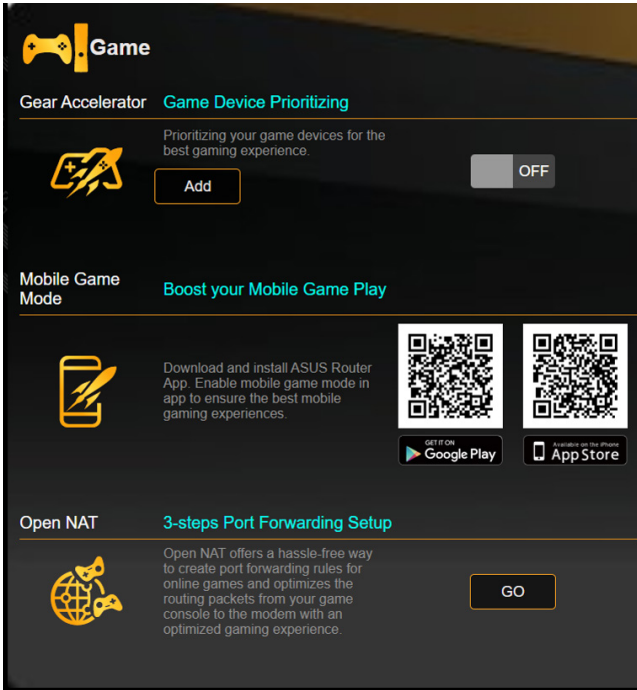 Game
Gear Accelerator
Game Device Prioritizing
Prioritizing your game devices for the
best gaming experience.
Add
OFF
Mobile Game
Mode
Boost your Mobile Game Play
Download and install ASUS Router
App. Enable mobile game mode in
app to ensure the best mobile
gaming experiences.
GET IT ON
Google Play
Available on the iPhone
App Store
Open NAT
3-steps Port Forwarding Setup
Open NAT offers a hassle-free way
to create port forwarding rules for
online games and optimizes the
routing packets from your game
console to the modem with an
optimized gaming experience.
GO